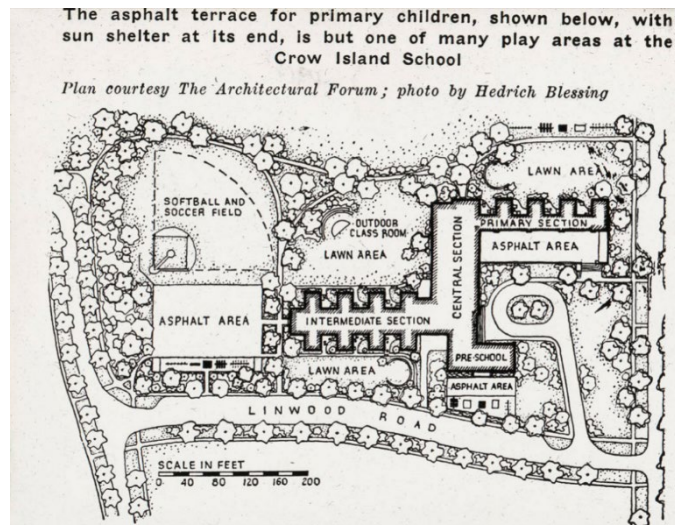 The asphalt terrace for primary children, shown below, with
sun shelter at its end, is but one of many play areas at the
Crow Island School
Plan courtesy The Architectural Forum; photo by Hedrich Blessing
LAWN AREA
SOFTBALL AND
SOCCER FIELD
OUTDOOR
CLASS ROOM
LAWN AREA
CENTRAL SECTION
PRIMARY SECTION
ASPHALT AREA
ASPHALT AREA
INTERMEDIATE SECTION
LAWN AREA
PRE-SCHOOL
ASPHALT AREA
LINWOOD ROAD
SCALE IN FEET
0 40 80 120 160 200